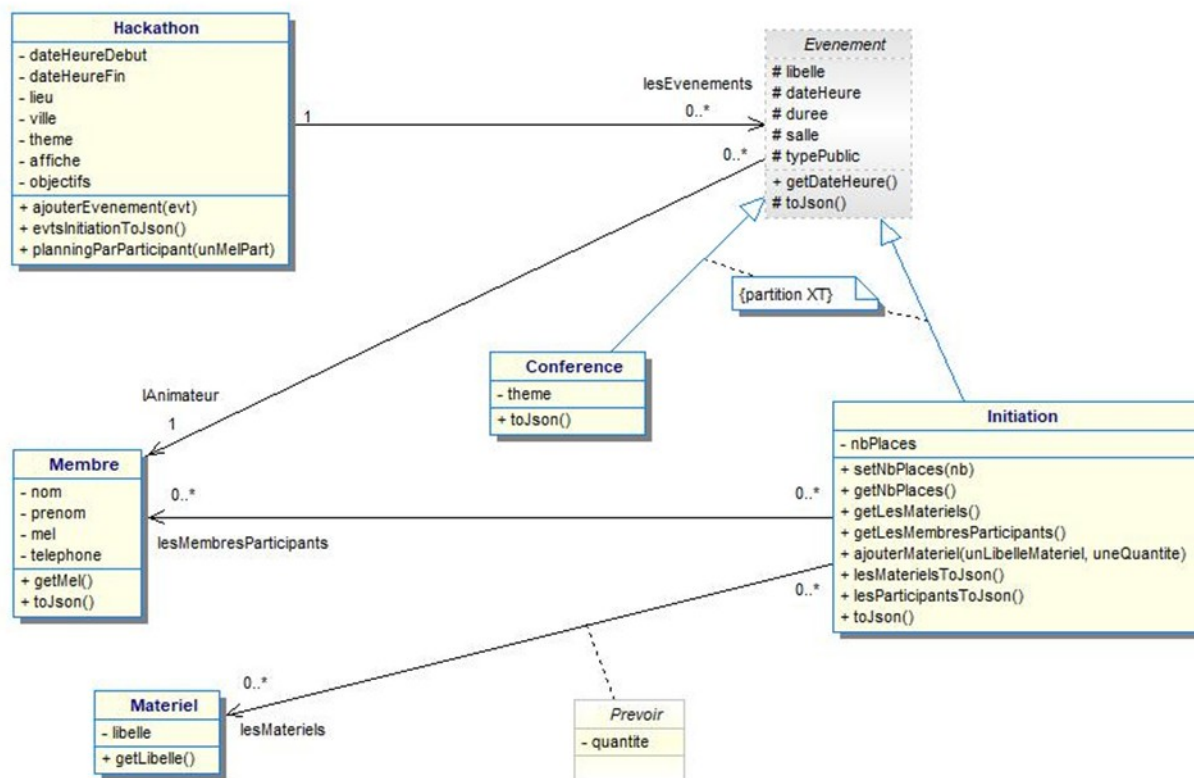 Hackathon
- dateHeureDebut
- dateHeureFin
- lieu
- ville
- theme
- affiche
- objectifs
+ ajouterEvenement(evt)
+ evtsInitiationToJson()
+ planningParParticipant(unMelPart)
1
lesEvenements
0..*
Evenement
# libelle
# dateHeure
# duree
# salle
# typePublic
+ getDateHeure()
# toJson()
0..*
{partition XT}
Conference
- theme
+ toJson()
lAnimateur
1
Membre
- nom
- prenom
- mel
- telephone
+ getMel()
+ toJson()
0..*
lesMembresParticipants
0..*
Initiation
- nbPlaces
+ setNbPlaces(nb)
+ getNbPlaces()
+ getLesMateriels()
+ getLesMembresParticipants()
+ ajouterMateriel(unLibelleMateriel, uneQuantite)
+ lesMaterielsToJson()
+ lesParticipantsToJson()
+ toJson()
0..*
0..*
lesMateriels
Materiel
- libelle
+ getLibelle()
Prevoir
- quantite